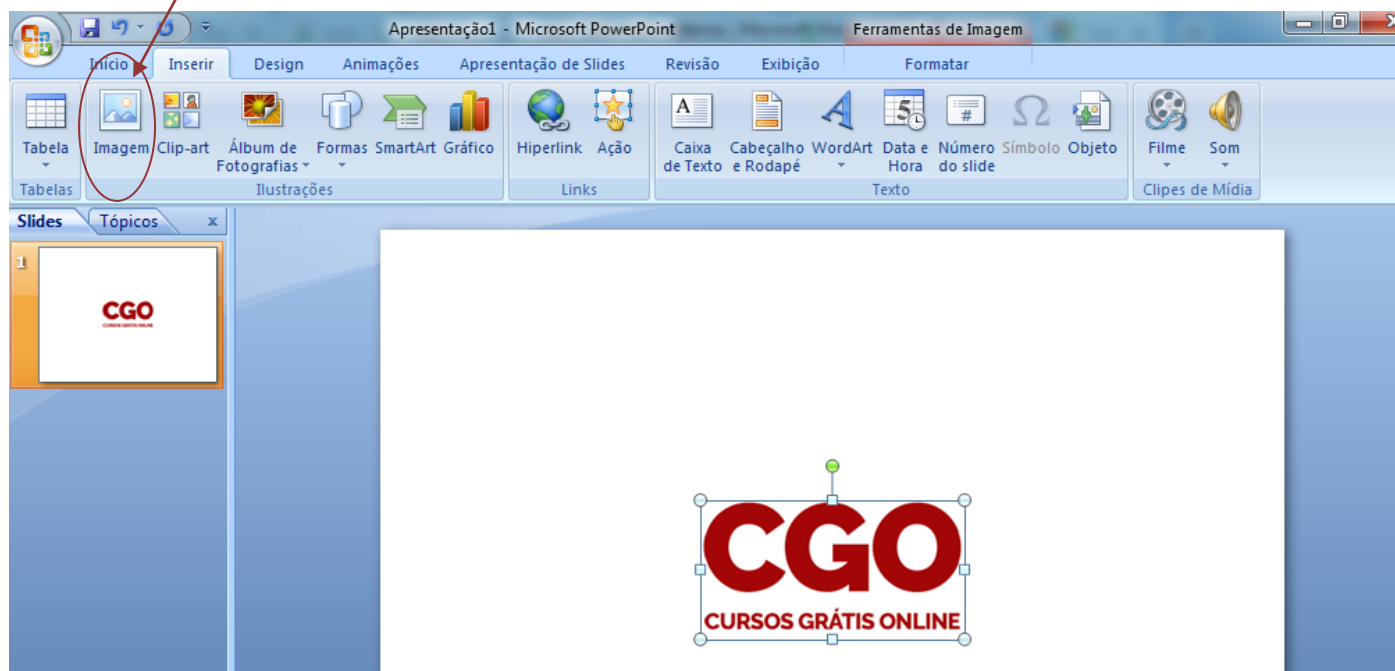 Apresentação1 - Microsoft PowerPoint
Ferramentas de Imagem
Início Inserir Design Animações Apresentação de Slides Revisão Exibição Formatar
Tabela Imagem Clip-art Álbum de Fotografias Formas SmartArt Gráfico Hiperlink Ação Caixa de Texto Cabeçalho e Rodapé WordArt Data e Hora Número do slide Símbolo Objeto Filme Som
Tabelas Ilustrações Links Texto Clipes de Mídia
Slides Tópicos x
1
CGO
CURSOS GRÁTIS ONLINE
CGO
CURSOS GRÁTIS ONLINE